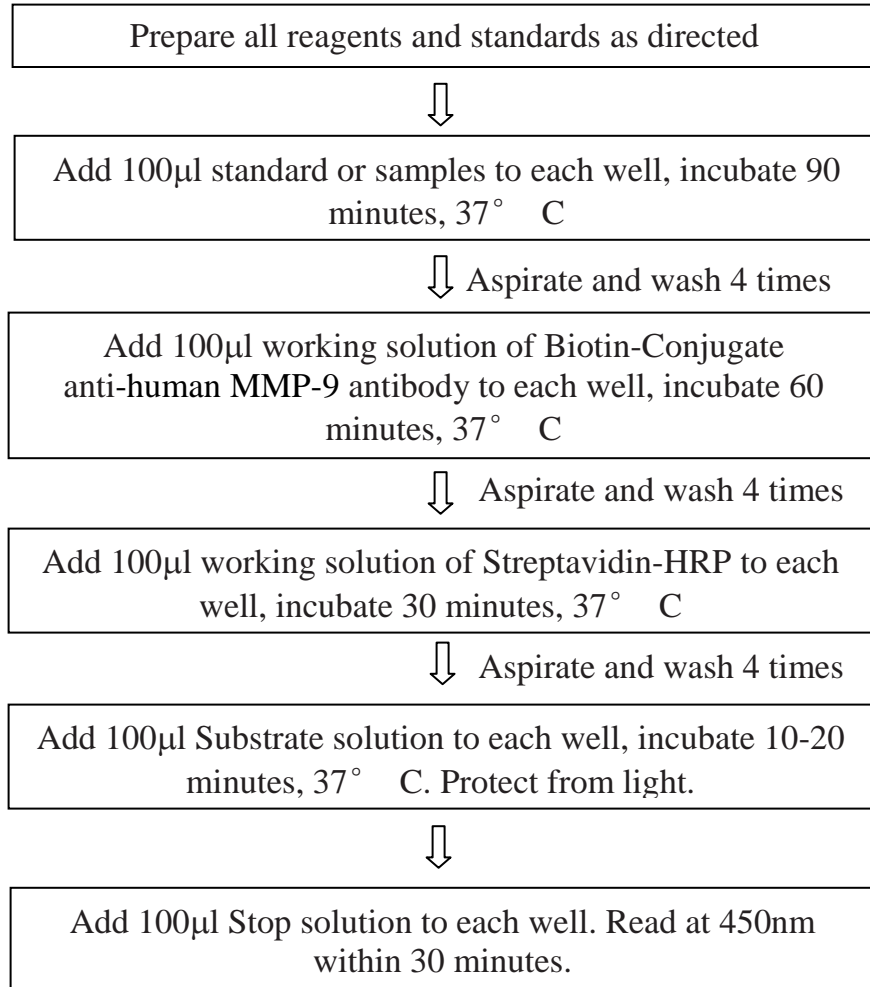 Prepare all reagents and standards as directed
Add 100μl standard or samples to each well, incubate 90
minutes, 37° C
Aspirate and wash 4 times
Add 100μl working solution of Biotin-Conjugate
anti-human MMP-9 antibody to each well, incubate 60
minutes, 37° C
Aspirate and wash 4 times
Add 100μl working solution of Streptavidin-HRP to each
well, incubate 30 minutes, 37° C
Aspirate and wash 4 times
Add 100μl Substrate solution to each well, incubate 10-20
minutes, 37° C. Protect from light.
Add 100μl Stop solution to each well. Read at 450nm
within 30 minutes.